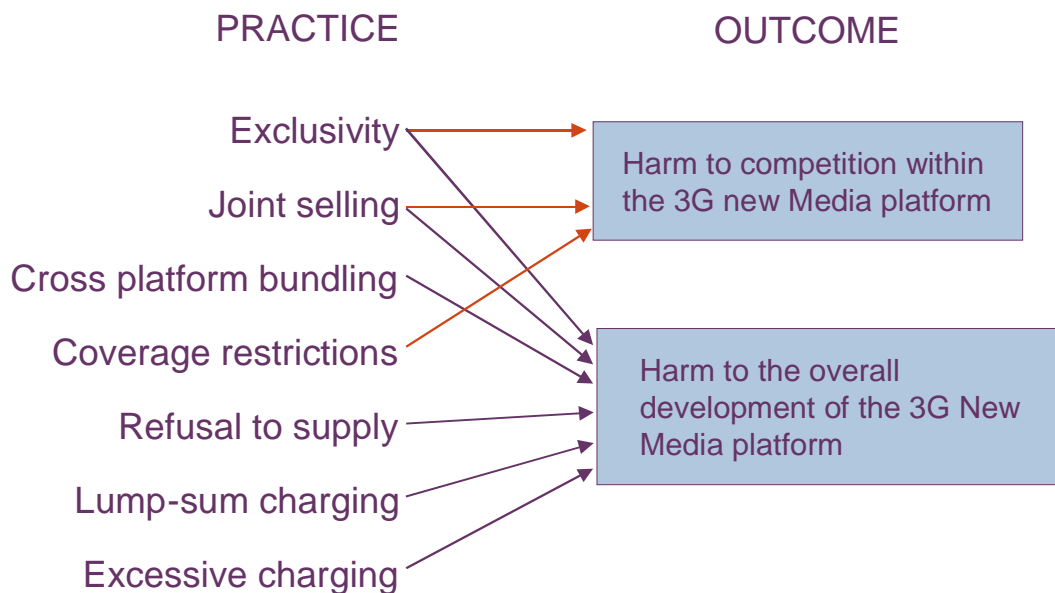 PRACTICE
OUTCOME
Exclusivity
Joint selling
Cross platform bundling
Coverage restrictions
Refusal to supply
Lump-sum charging
Excessive charging
Harm to competition within
the 3G new Media platform
Harm to the overall
development of the 3G New
Media platform